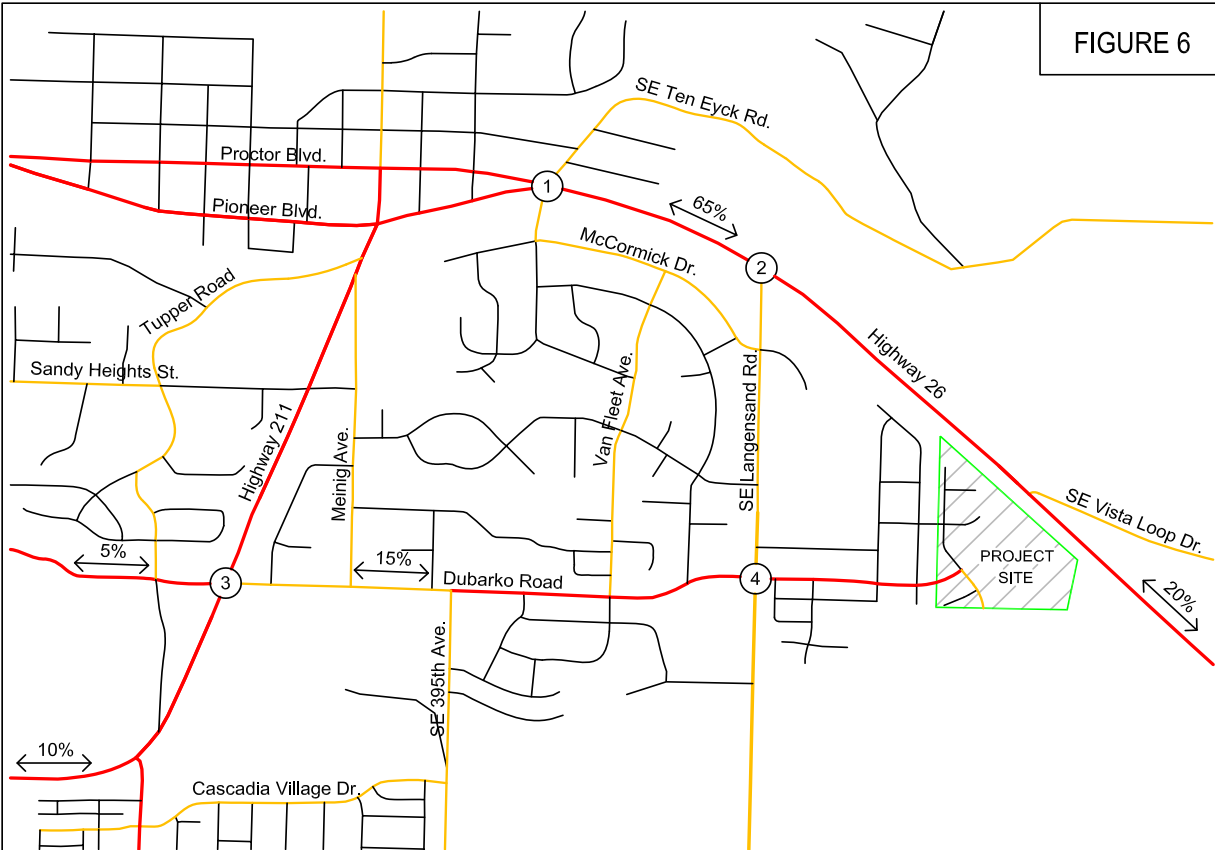 FIGURE 6
SE Ten Eyck Rd.
Proctor Blvd.
1
Pioneer Blvd.
65%
McCormick Dr.
2
Tupper Road
Highway 26
Sandy Heights St.
Van Fleet Ave.
SE Langensand Rd.
Highway 211
Meinig Ave.
SE Vista Loop Dr.
5%
15%
PROJECT
SITE
3
Dubarko Road
4
20%
SE 395th Ave.
10%
Cascadia Village Dr.